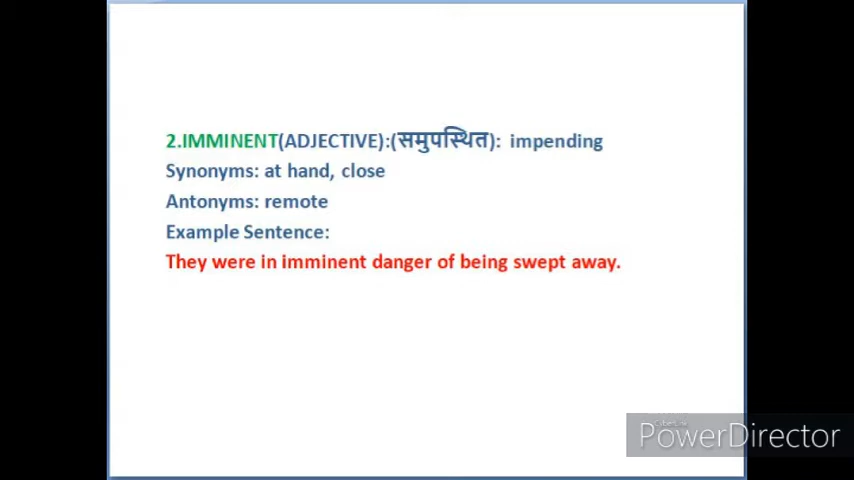 2.IMMINENT(ADJECTIVE):(समुपस्थित): impending
Synonyms: at hand, close
Antonyms: remote
Example Sentence:
They were in imminent danger of being swept away.
PowerDirector